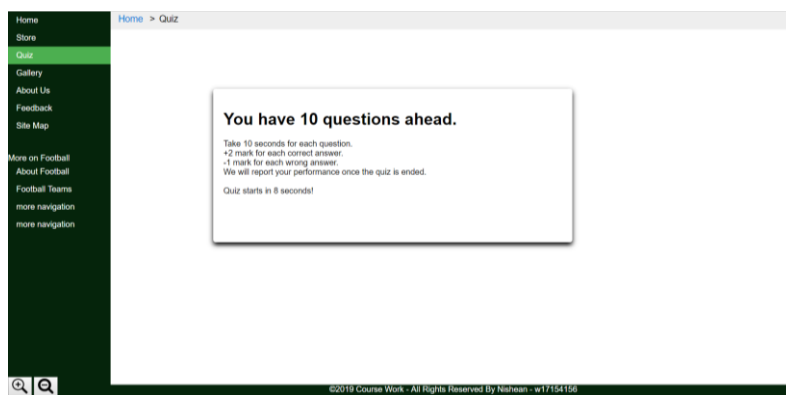 Home
Store
Quiz
Gallery
About Us
Feedback
Site Map
More on Football
About Football
Football Teams
more navigation
more navigation
Home > Quiz
You have 10 questions ahead.
Take 10 seconds for each question.
+2 mark for each correct answer.
-1 mark for each wrong answer.
We will report your performance once the quiz is ended.
Quiz starts in 8 seconds!
©2019 Course Work - All Rights Reserved By Nishean - w17154156